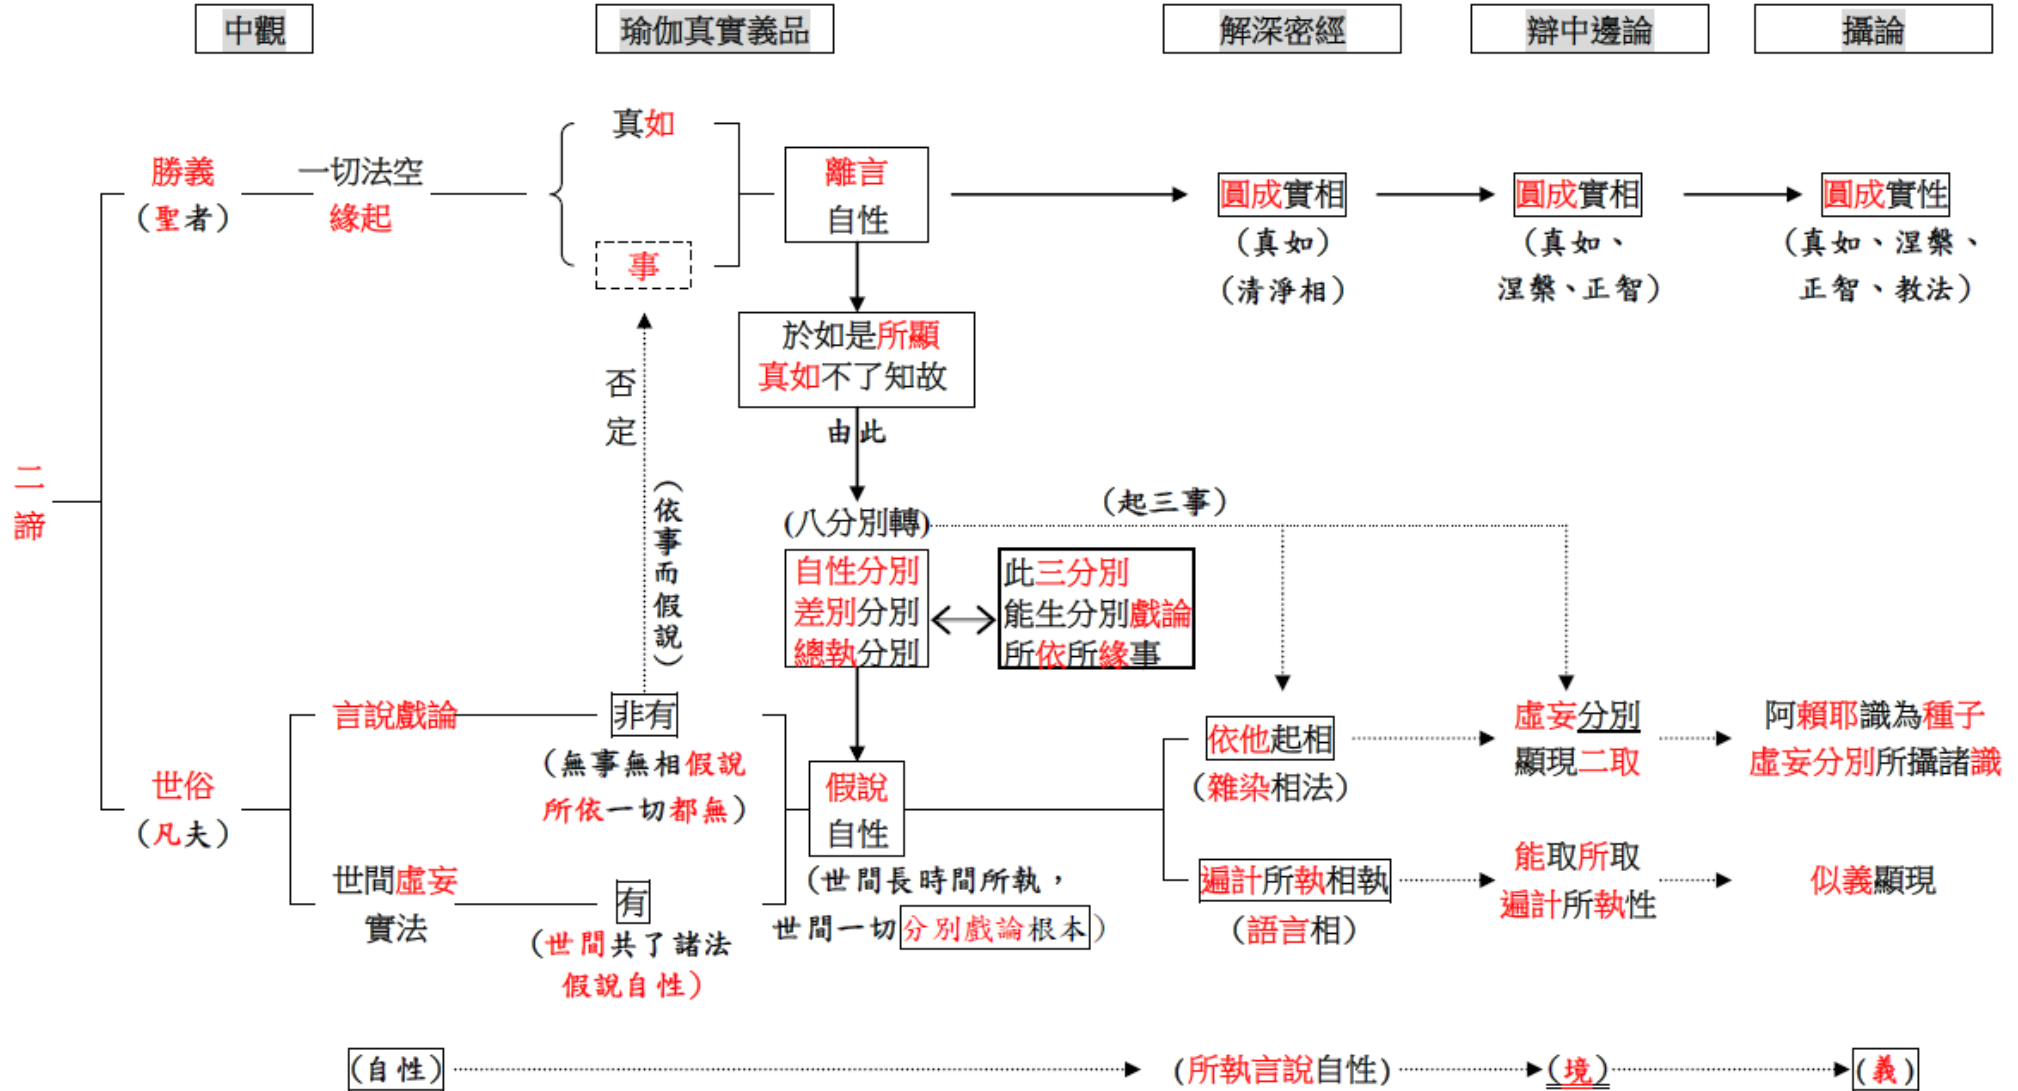 中觀
瑜伽真實義品
解深密經
辯中邊論
攝論
二
諦
勝義
（聖者）
一切法空
緣起
真如
事
離言
自性
圓成實相
（真如）
（清淨相）
圓成實相
（真如、
涅槃、正智）
圓成實性
（真如、涅槃、
正智、教法）
於如是所顯
真如不了知故
否
定
（依事而假說）
由此
(八分別轉)
（起三事）
自性分別
差別分別
總執分別
此三分別
能生分別戲論
所依所緣事
世俗
（凡夫）
言說戲論
非有
（無事無相假說
所依一切都無）
世間虛妄
實法
有
（世間共了諸法
假說自性）
假說
自性
（世間長時間所執，
世間一切分別戲論根本）
依他起相
（雜染相法）
虛妄分別
顯現二取
阿賴耶識為種子
虛妄分別所攝諸識
遍計所執相執
（語言相）
能取所取
遍計所執性
似義顯現
（自性）
（所執言說自性）
（境）
（義）